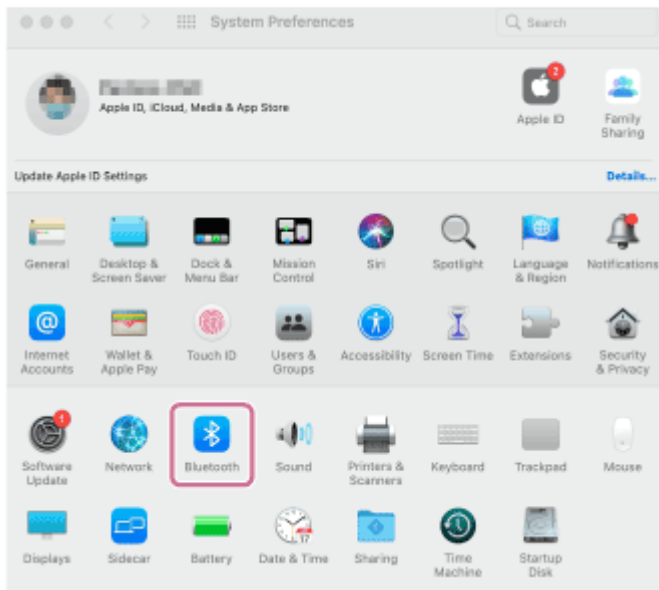 System Preferences
Search
Apple ID, iCloud, Media & App Store
2
Apple ID
Family
Sharing
Update Apple ID Settings
Details...
General
Desktop &
Screen Saver
Dock &
Menu Bar
Mission
Control
Siri
Spotlight
Language
& Region
Notifications
Internet
Accounts
Wallet &
Apple Pay
Touch ID
Users &
Groups
Accessibility
Screen Time
Extensions
Security
& Privacy
1
Software
Update
Network
Bluetooth
Sound
Printers &
Scanners
Keyboard
Trackpad
Mouse
Displays
Sidecar
Battery
17
Date & Time
Sharing
Time
Machine
Startup
Disk